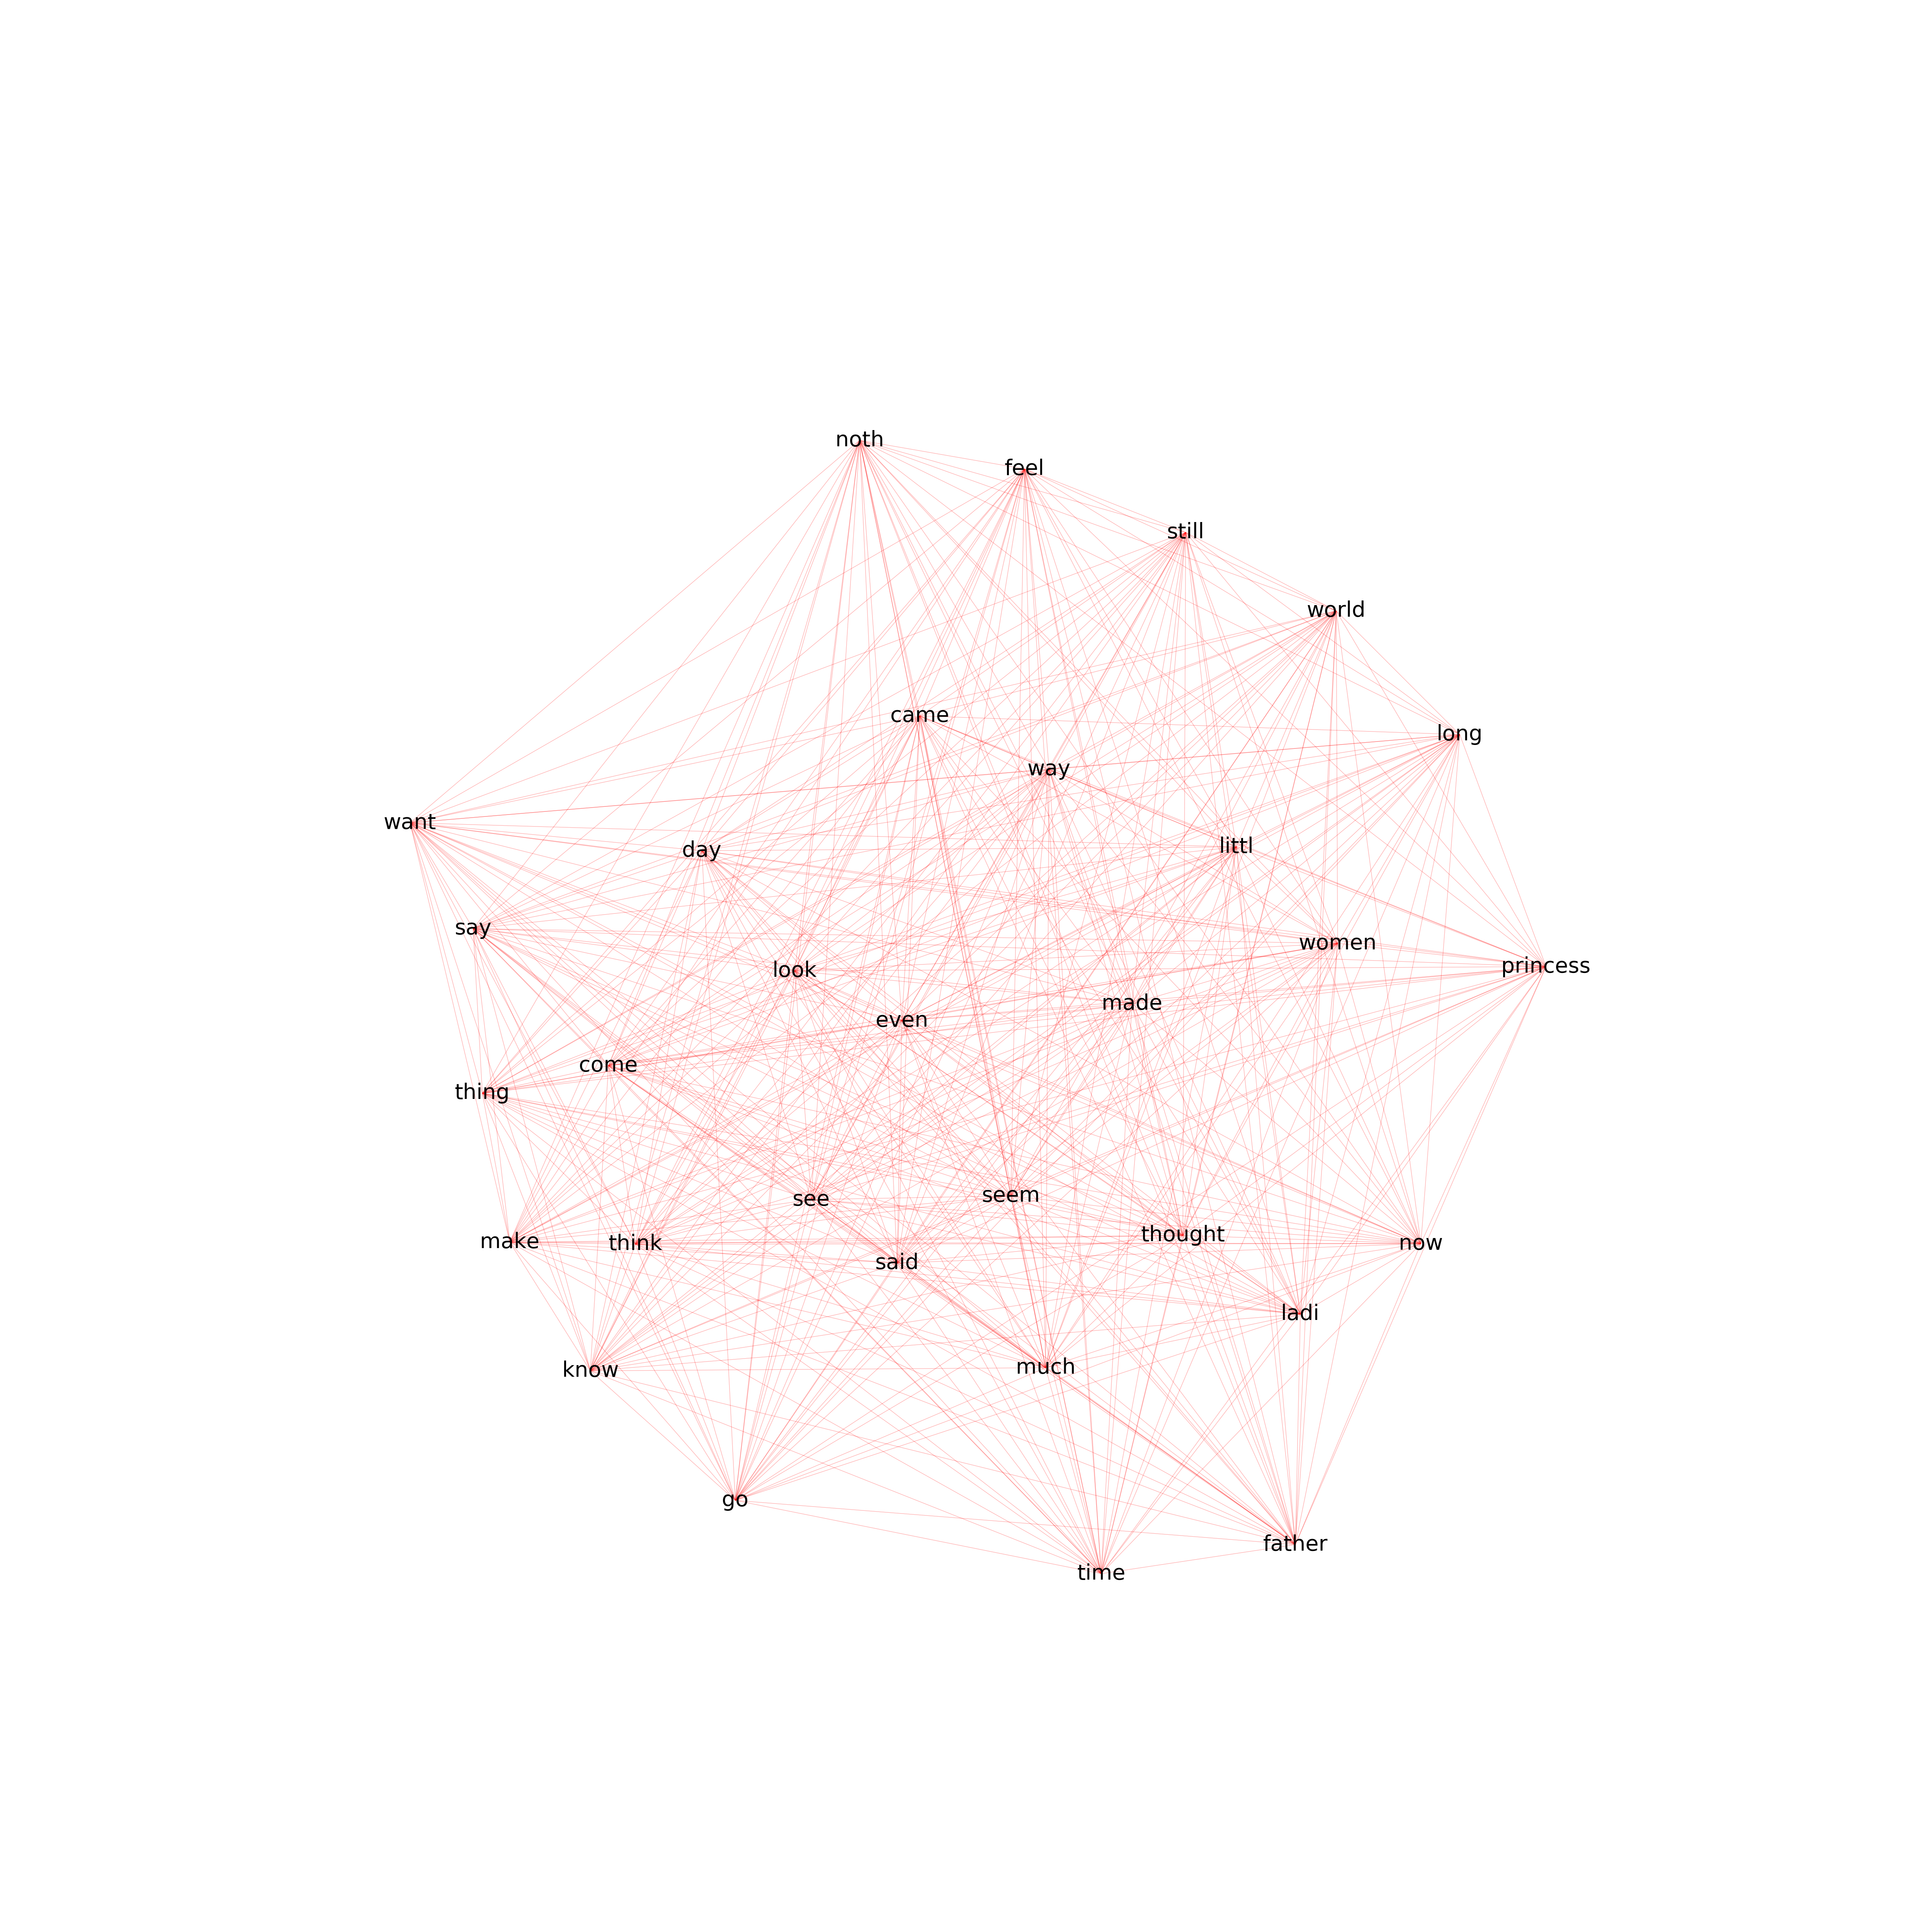 noth
feel
still
world
came
long
way
want
day
littl
say
women
princess
look
made
even
come
thing
see
seem
thought
make
think
now
said
ladi
much
know
go
father
time